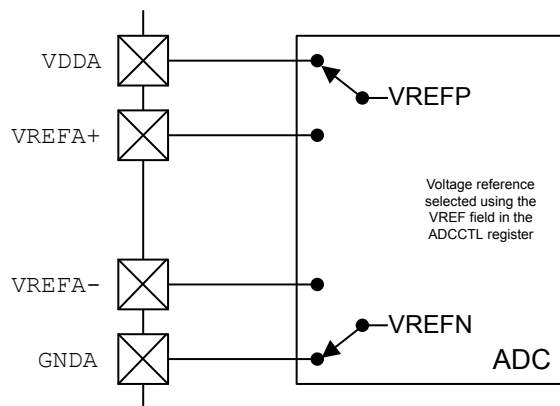 VDDA
VREFP
VREFA+
Voltage reference
selected using the
VREF field in the
ADCCTL register
VREFA-
VREFN
GNDA
ADC